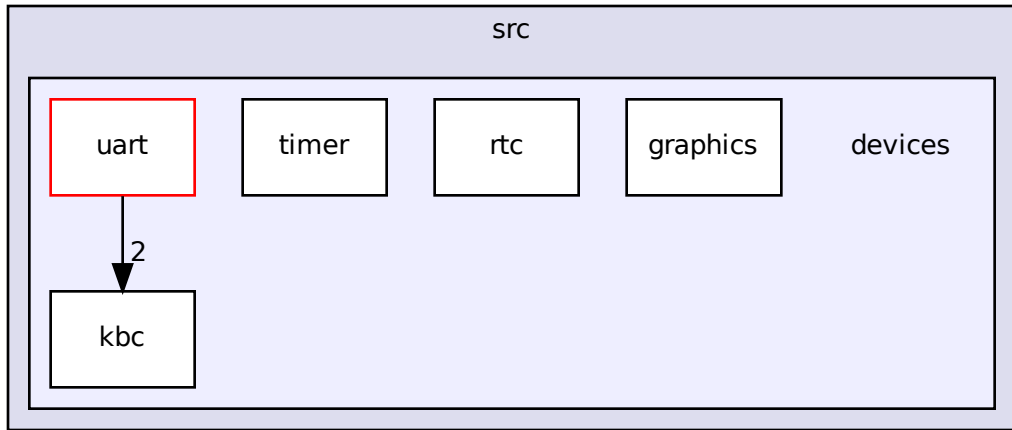 src
uart
timer
rtc
graphics
devices
2
kbc